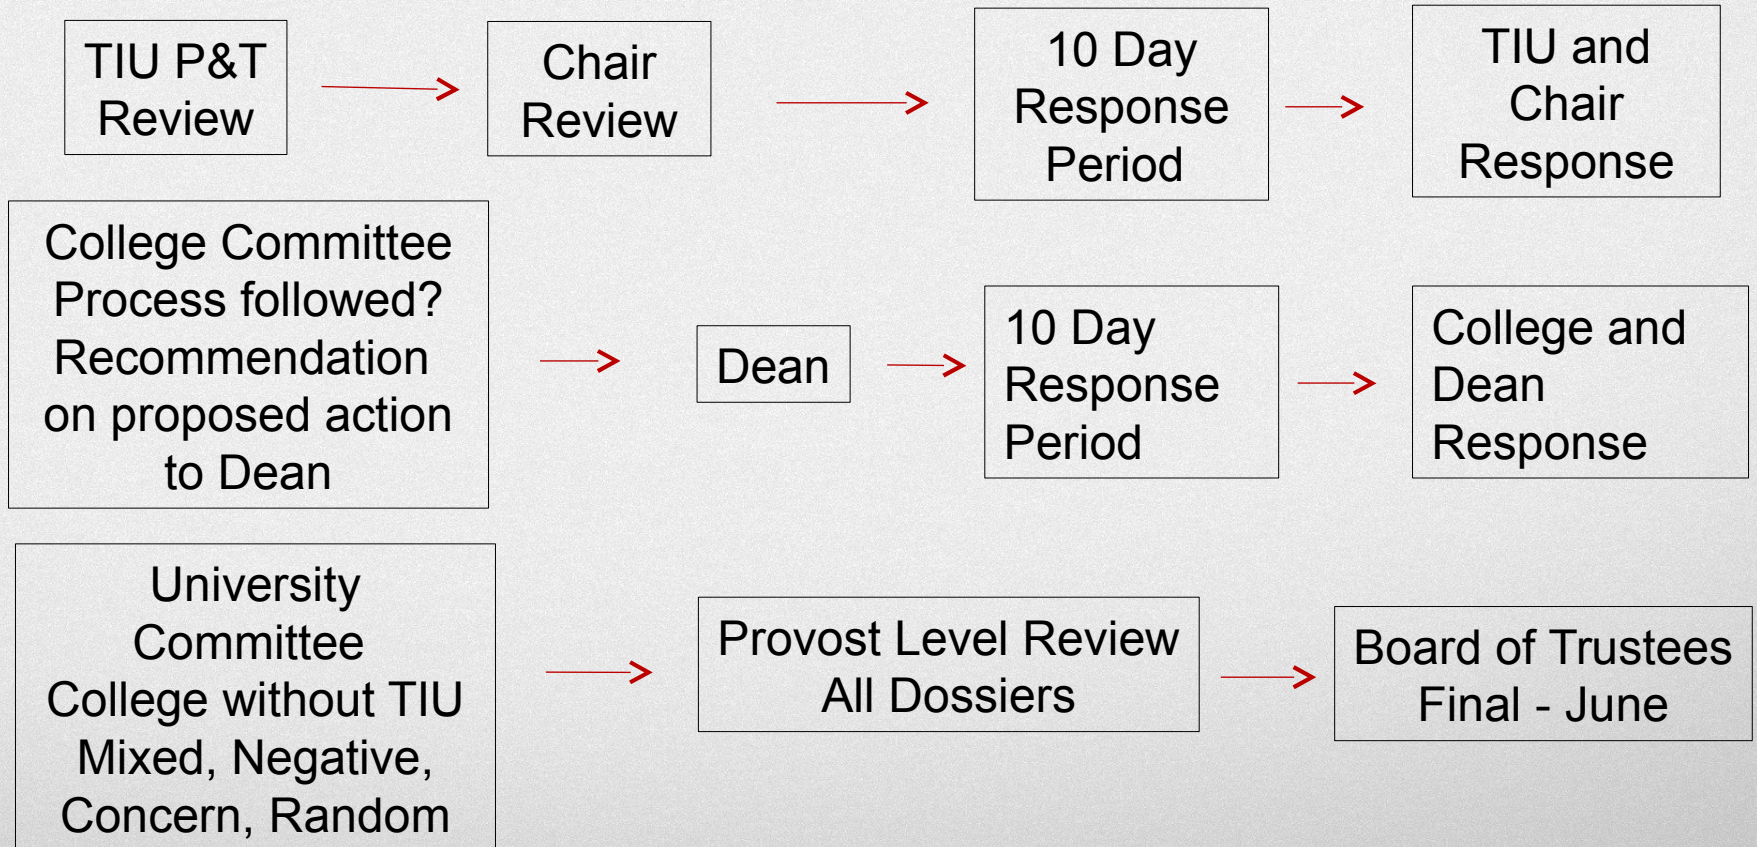 TIU P&T
Review
Chair
Review
10 Day
Response
Period
TIU and
Chair
Response
College Committee
Process followed?
Recommendation
on proposed action
to Dean
Dean
10 Day
Response
Period
College and
Dean
Response
University
Committee
College without TIU
Mixed, Negative,
Concern, Random
Provost Level Review
All Dossiers
Board of Trustees
Final - June